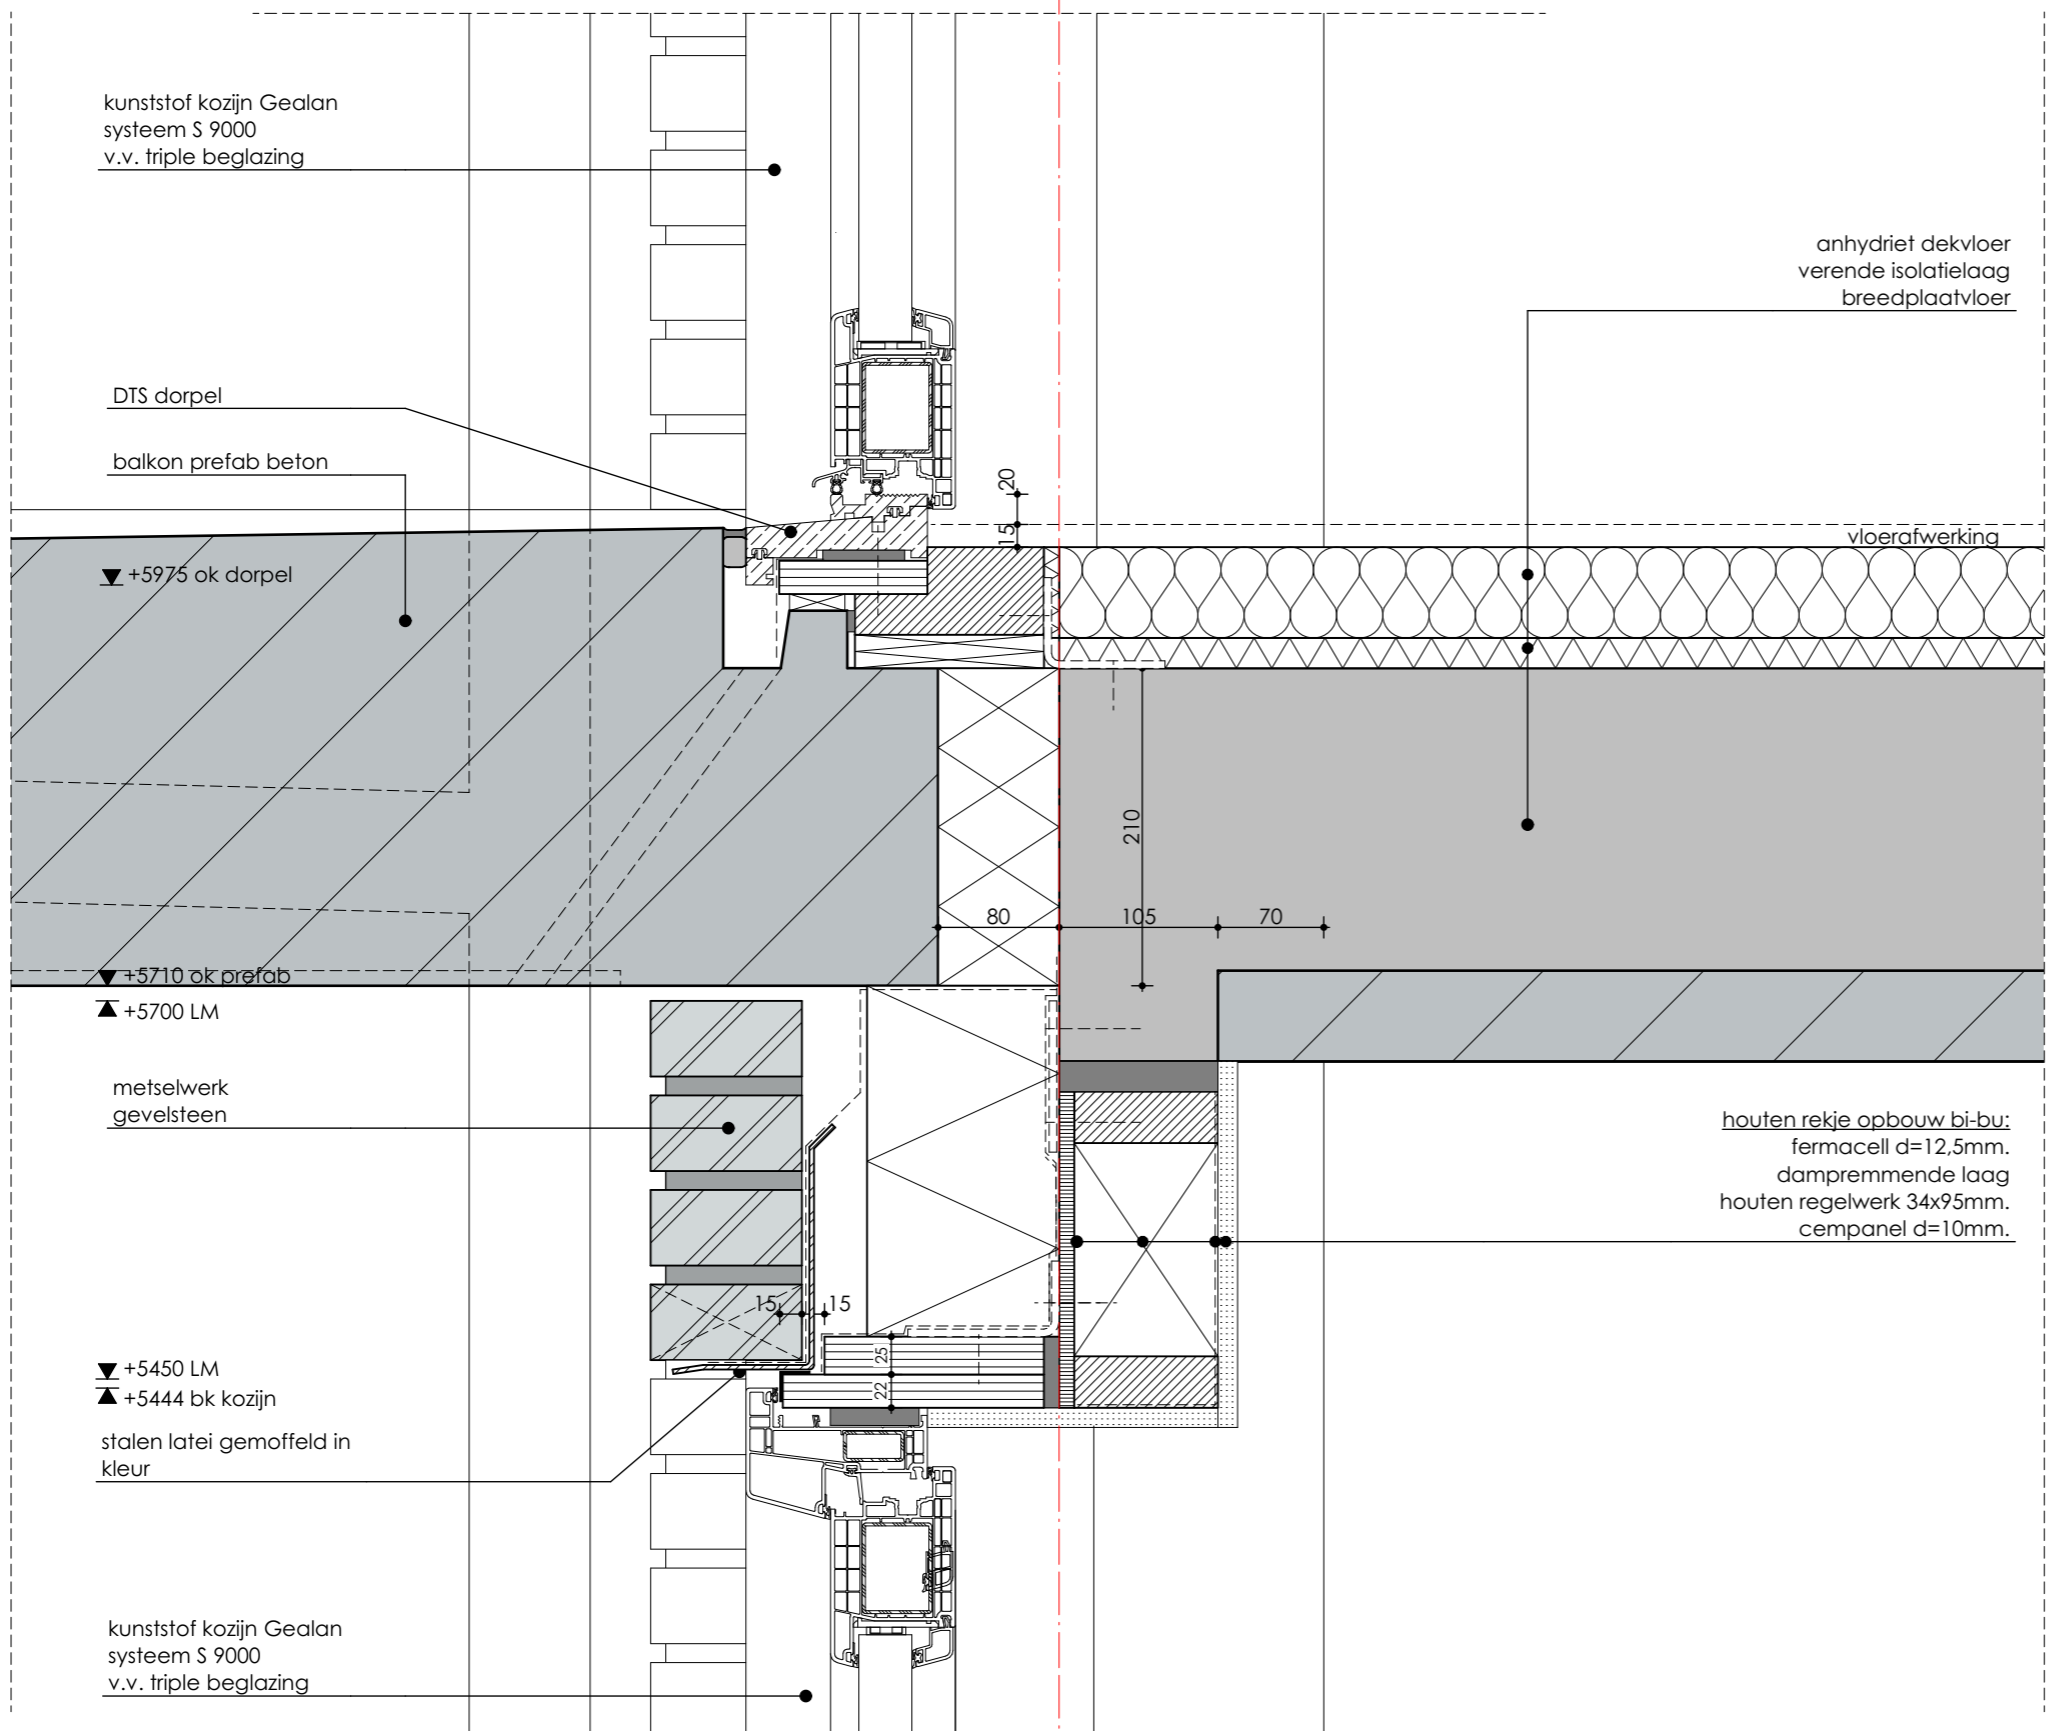 kunststof kozijn Gealan
systeem S 9000
v.v. triple beglazing
anhydriet dekvloer
verende isolatielaag
breedplaatvloer
DTS dorpel
balkon prefab beton
20
15
vloerafwerking
+5975 ok dorpel
210
80
105
70
+5710 ok prefab
+5700 LM
metselwerk
gevelsteen
houten rekje opbouw bi-bu:
fermacell d=12,5mm.
dampremmende laag
houten regelwerk 34x95mm.
cempanel d=10mm.
15
15
25
22
+5450 LM
+5444 bk kozijn
stalen latei gemoffeld in
kleur
kunststof kozijn Gealan
systeem S 9000
v.v. triple beglazing